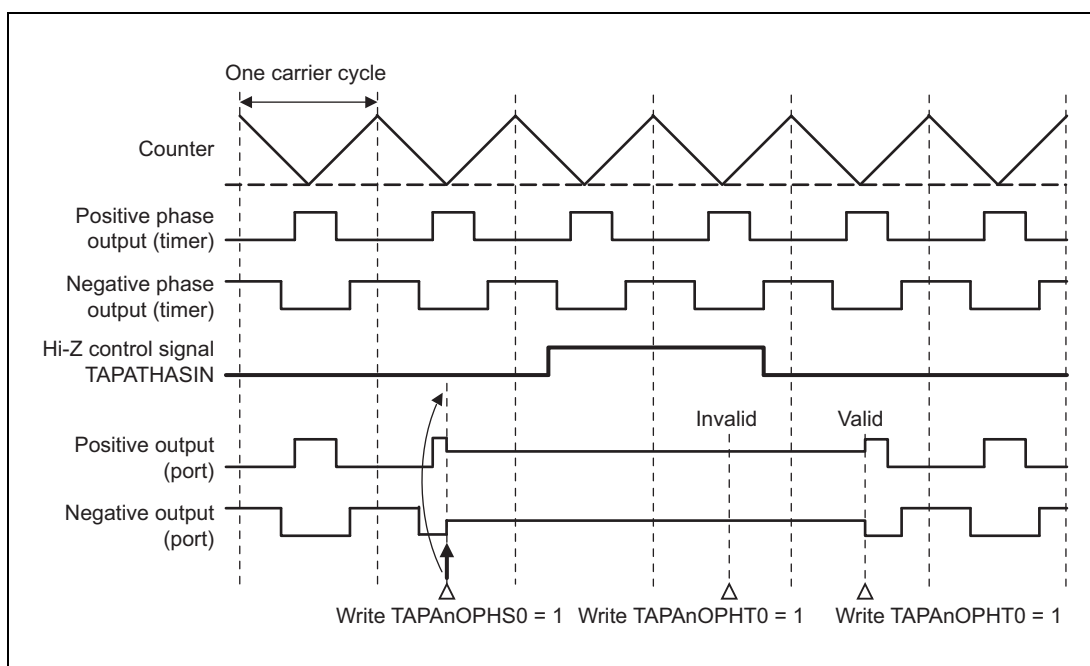 One carrier cycle
Counter
Positive phase
output (timer)
Negative phase
output (timer)
Hi-Z control signal
TAPATHASIN
Invalid
Valid
Positive output
(port)
Negative output
(port)
Write TAPAnOPHS0 = 1
Write TAPAnOPHT0 = 1
Write TAPAnOPHT0 = 1